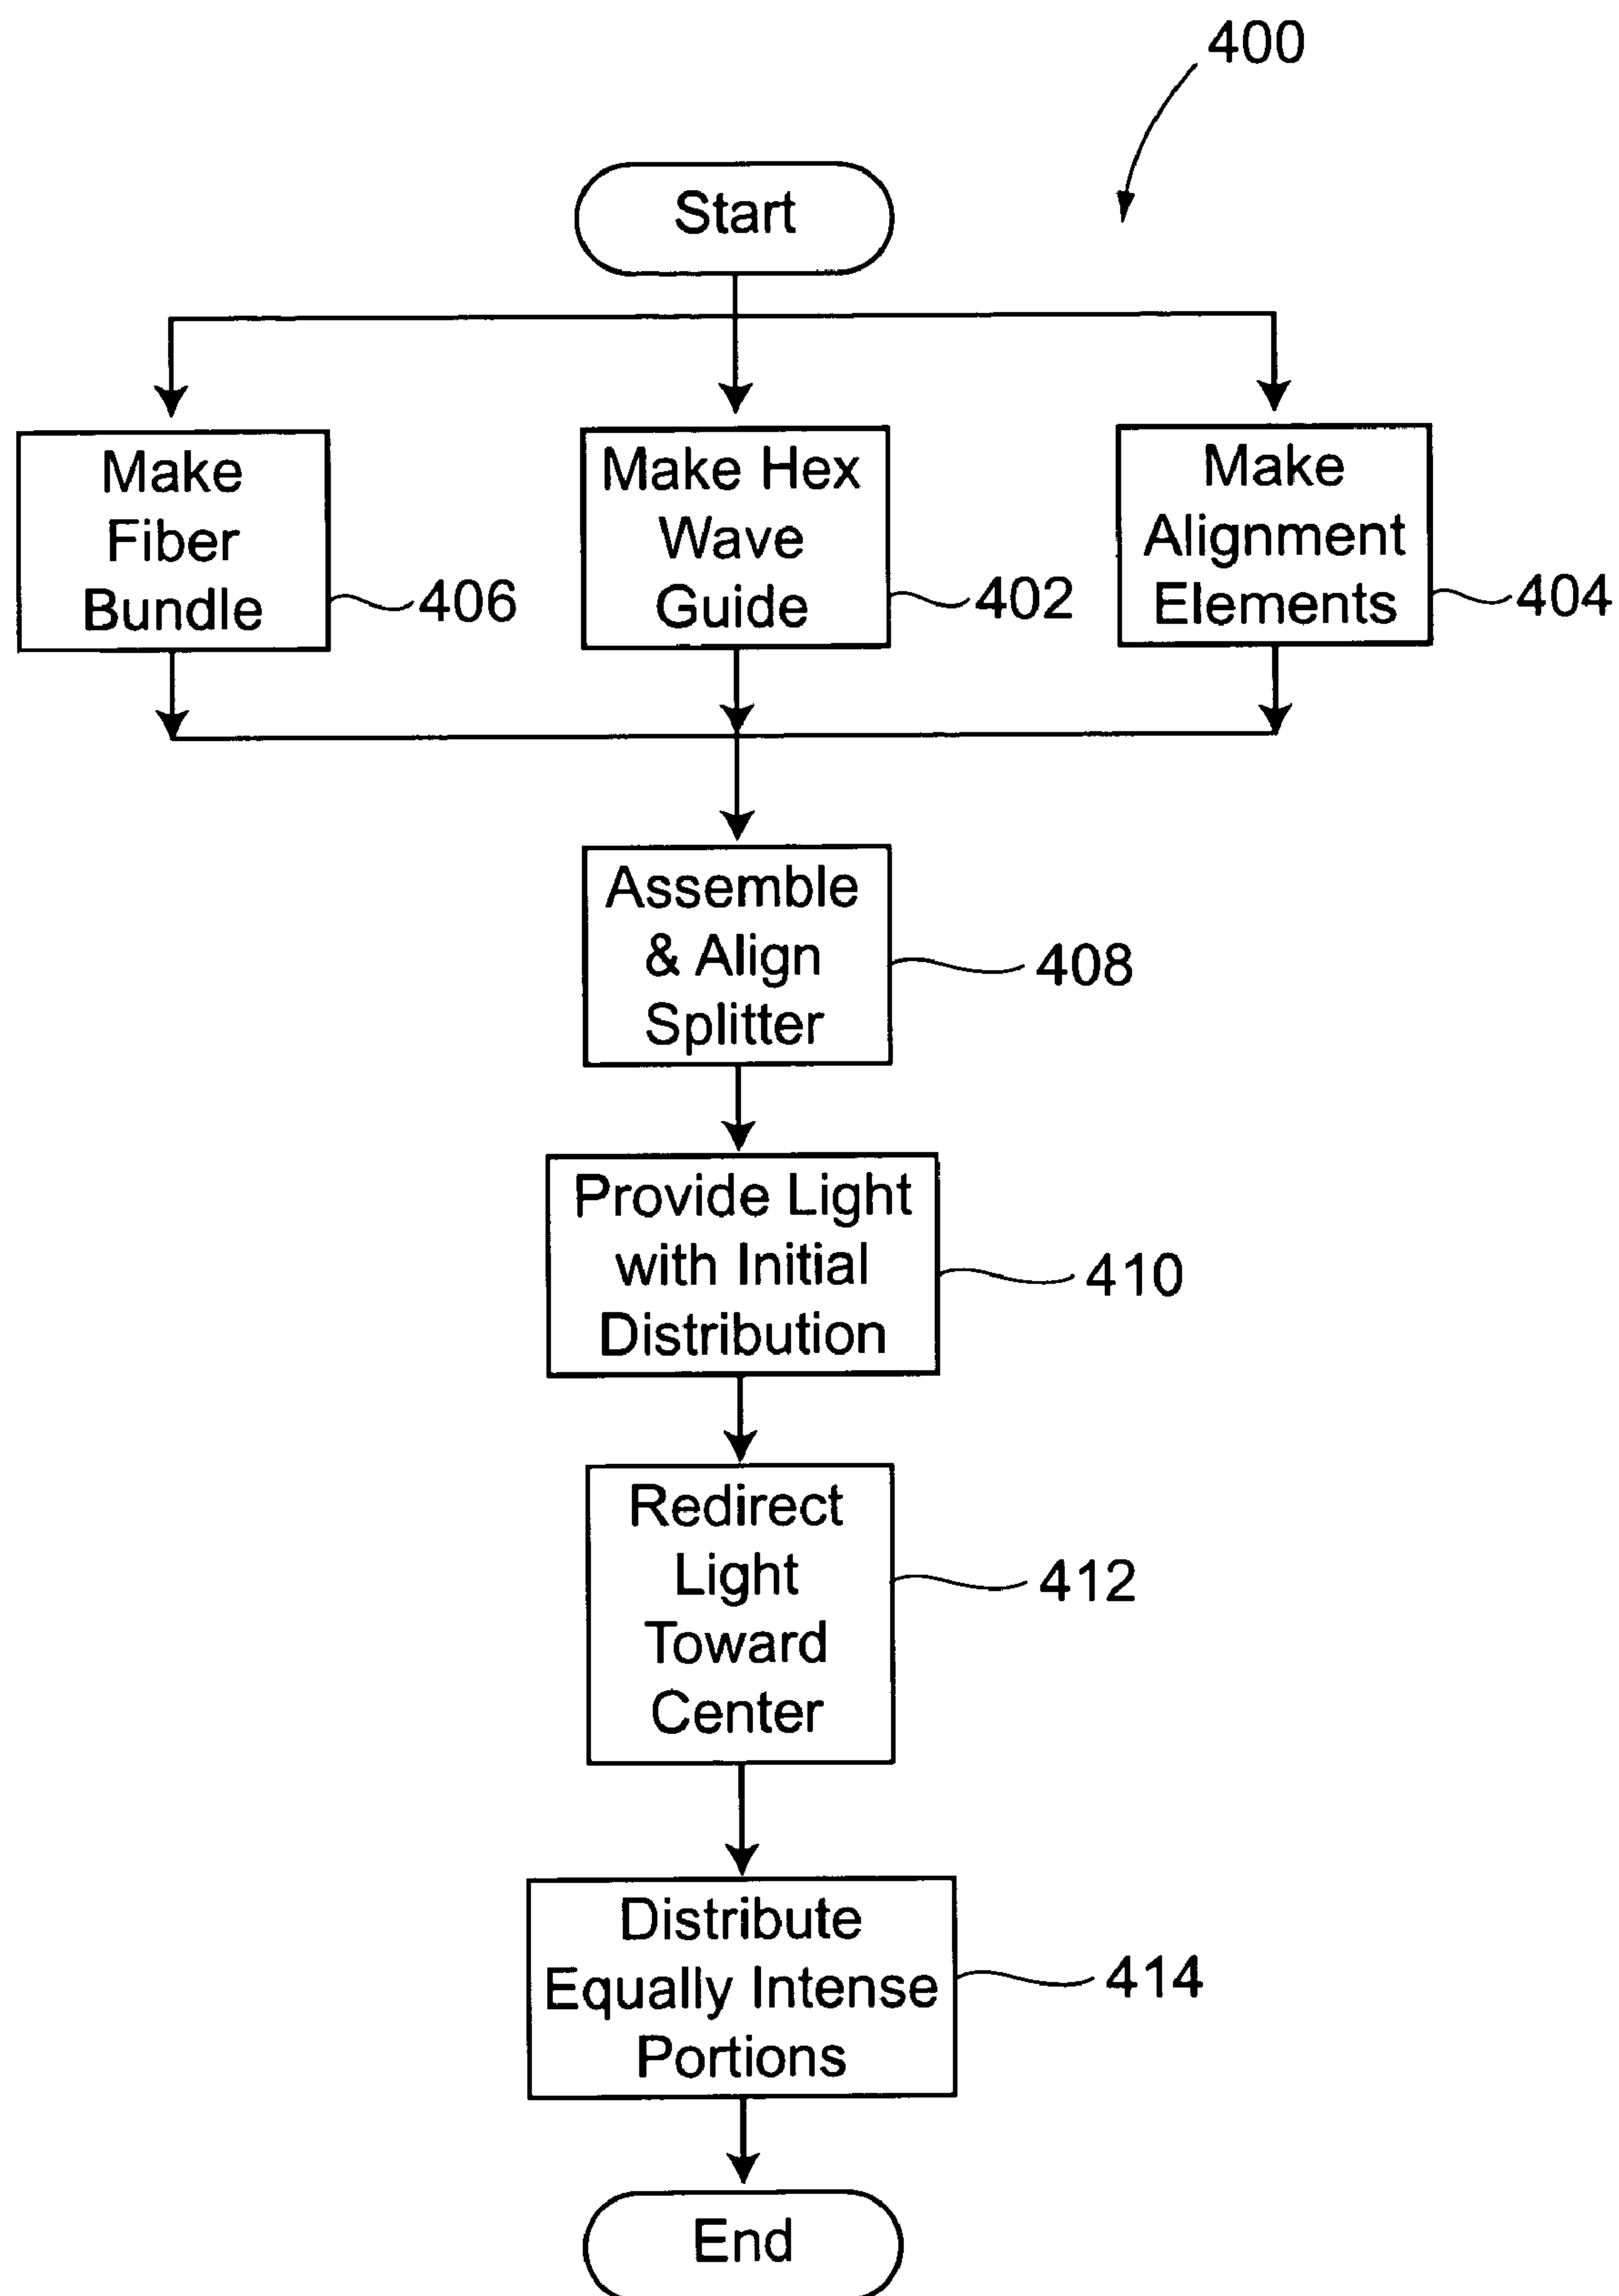 400
Start
Make
Fiber
Bundle
406
Make Hex
Wave
Guide
402
Make
Alignment
Elements
404
Assemble
& Align
Splitter
408
Provide Light
with Initial
Distribution
410
Redirect
Light
Toward
Center
412
Distribute
Equally Intense
Portions
414
End